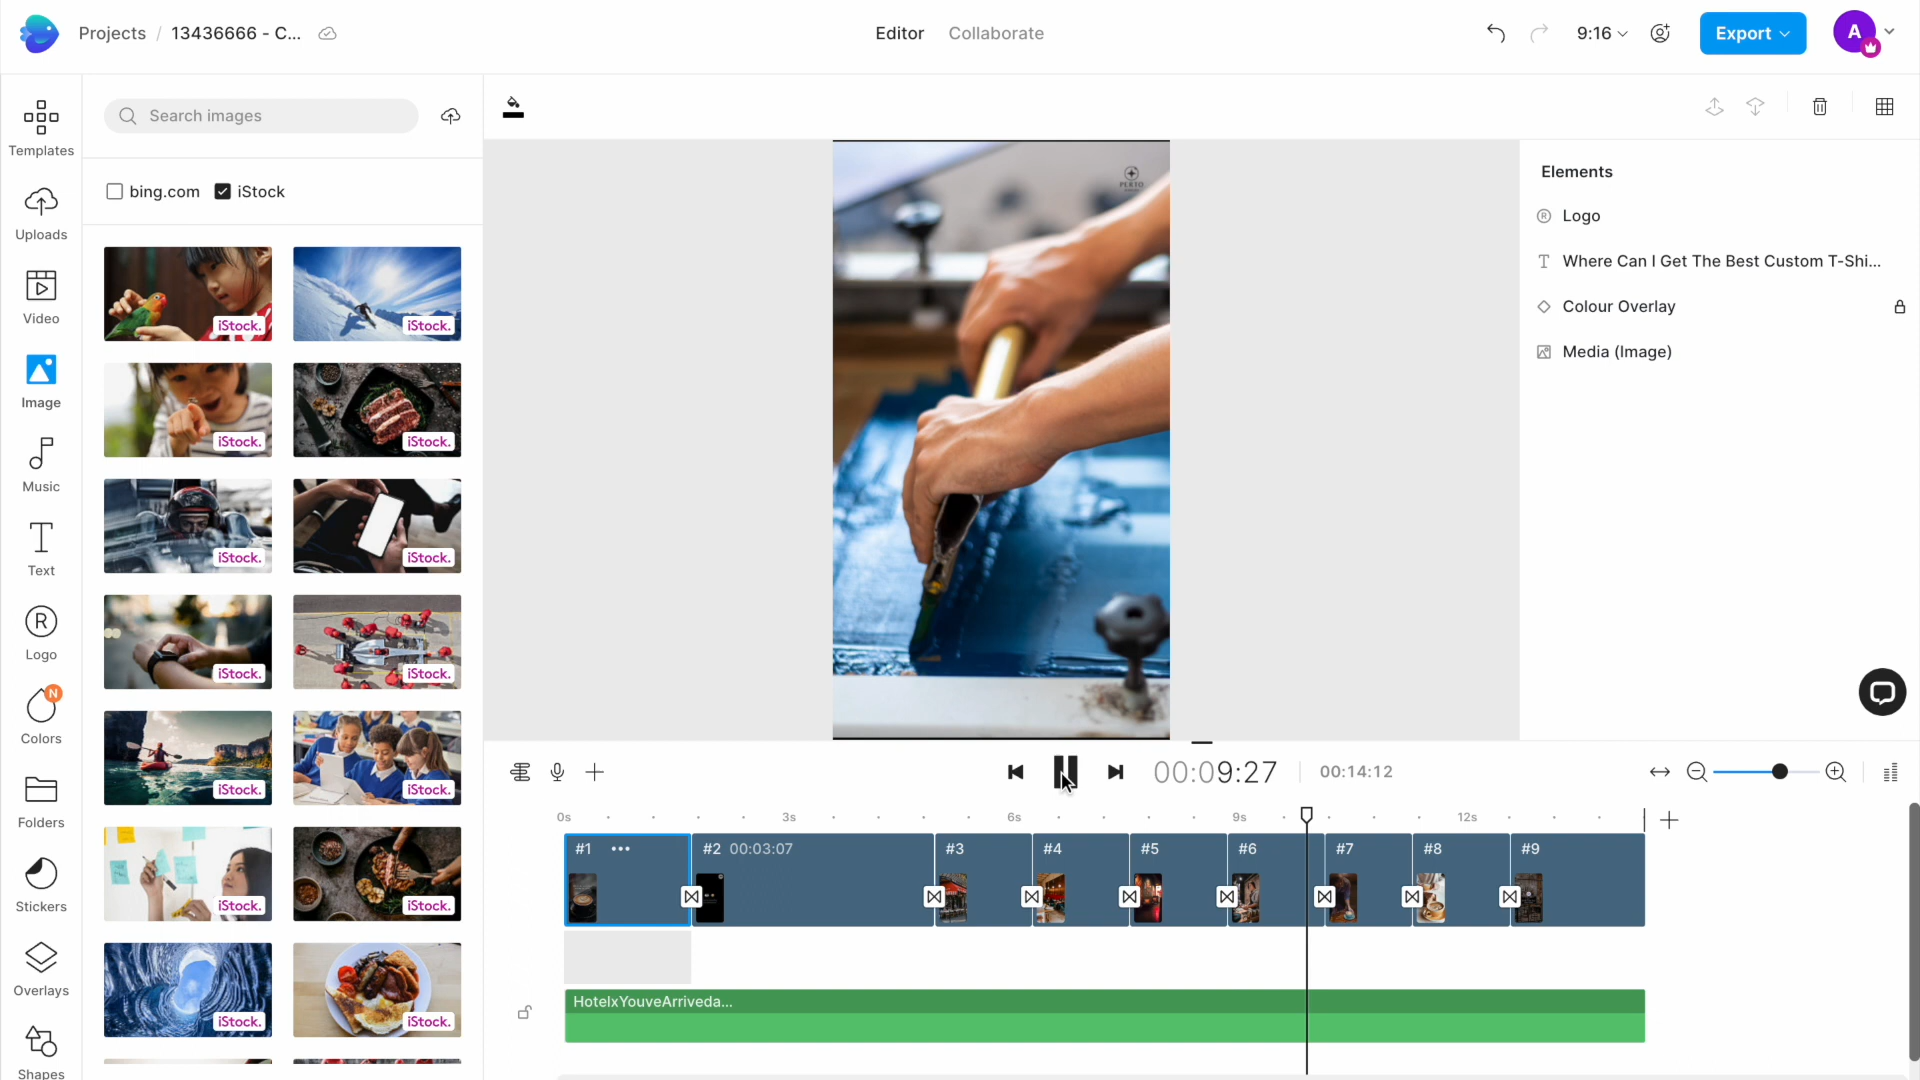 Projects / 13436666 - C...
Editor
Collaborate
9:16
Export
A
Templates
Uploads
Video
Image
Music
Text
R
Logo
N
Colors
Folders
Stickers
Overlays
Shapes
Search images
bing.com
iStock
iStock.
iStock.
iStock.
iStock.
iStock.
iStock.
iStock.
iStock.
iStock.
iStock.
iStock.
iStock.
iStock.
iStock.
PERTO
Elements
R Logo
T Where Can I Get The Best Custom T-Shi...
Colour Overlay
Media (Image)
00:09:27
00:14:12
0s
3s
6s
9s
12s
#1
#2 00:03:07
#3
#4
#5
#6
#7
#8
#9
HotelxYouveArriveda...